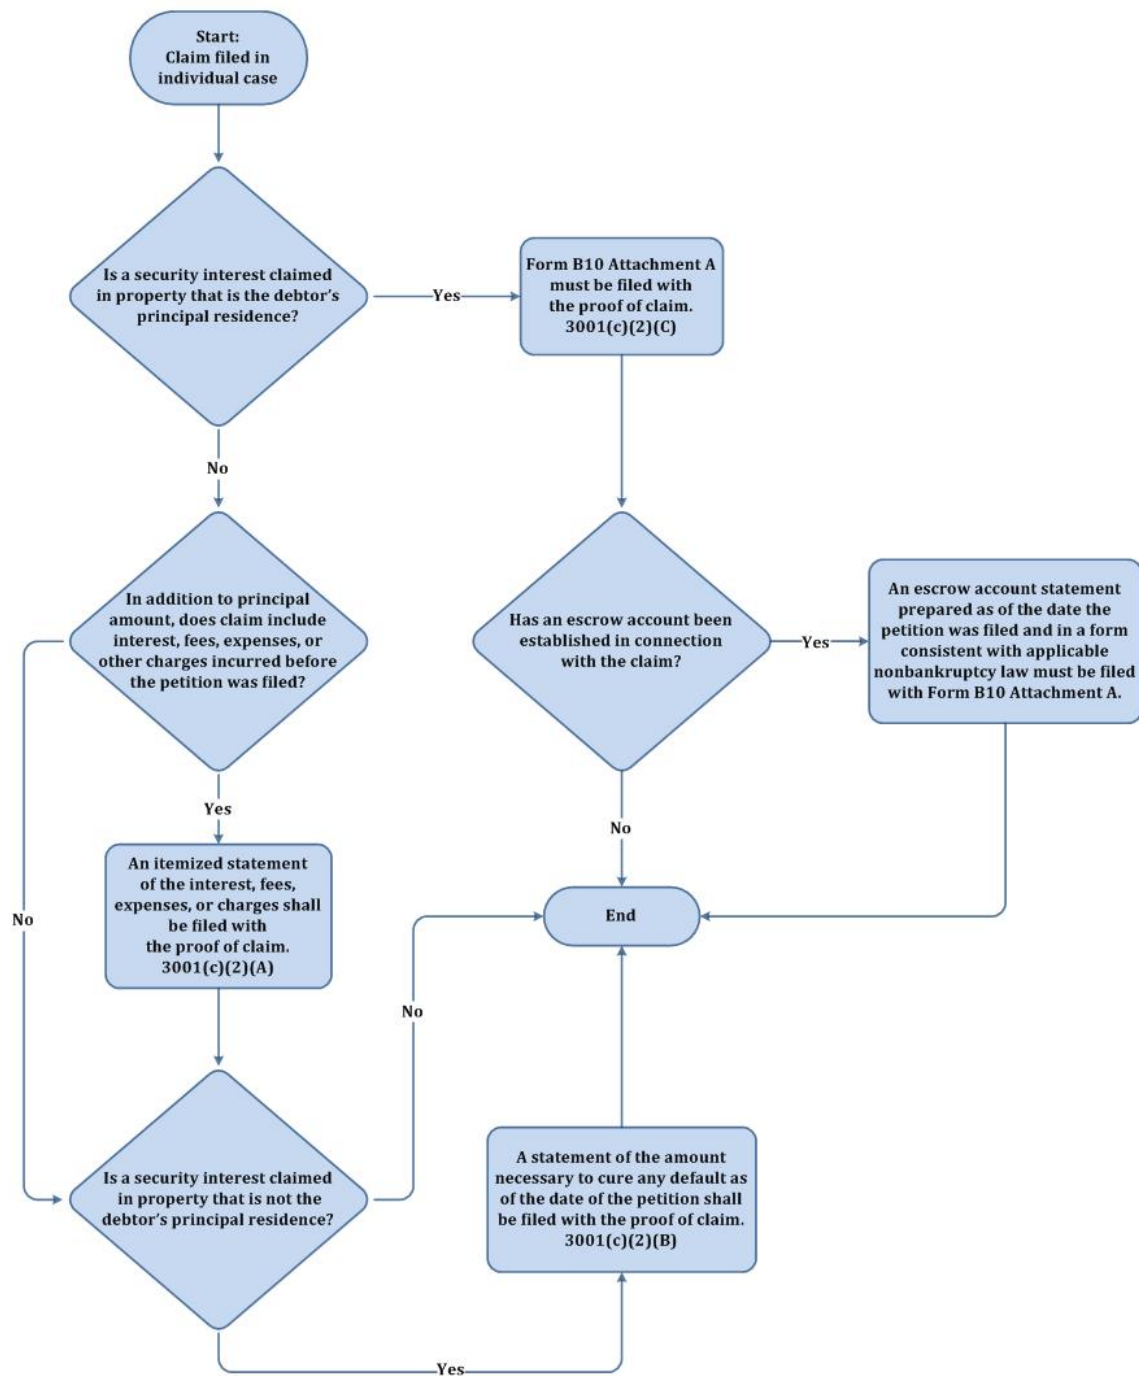 Start:
Claim filed in
individual case
Is a security interest claimed
in property that is the debtor's
principal residence?
Yes
Form B10 Attachment A
must be filed with
the proof of claim.
3001(c)(2)(C)
No
In addition to principal
amount, does claim include
interest, fees, expenses, or
other charges incurred before
the petition was filed?
Has an escrow account been
established in connection
with the claim?
Yes
An escrow account statement
prepared as of the date the
petition was filed and in a form
consistent with applicable
nonbankruptcy law must be filed
with Form B10 Attachment A.
Yes
No
An itemized statement
of the interest, fees,
expenses, or charges shall
be filed with
the proof of claim.
3001(c)(2)(A)
No
End
No
Is a security interest claimed
in property that is not the
debtor's principal residence?
A statement of the amount
necessary to cure any default as
of the date of the petition shall
be filed with the proof of claim.
3001(c)(2)(B)
Yes